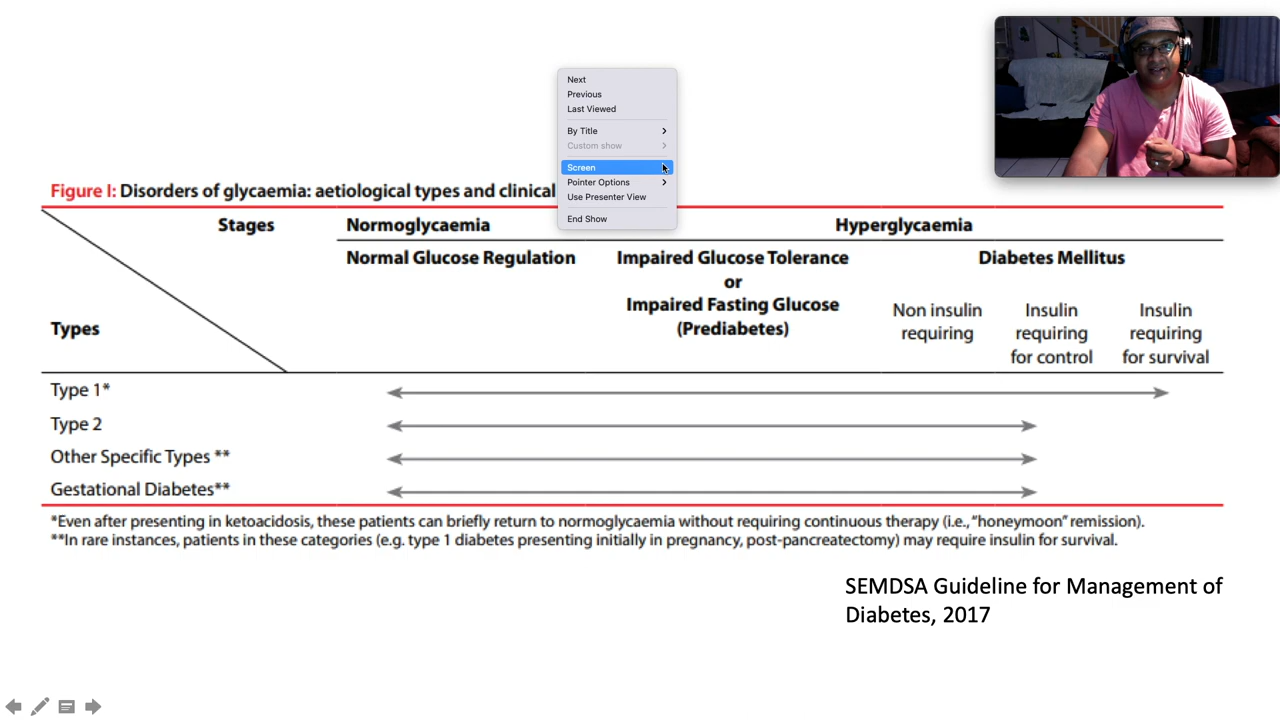 Next
Previous
Last Viewed
By Title
Custom show
Screen
Pointer Options
Use Presenter View
End Show
Figure I: Disorders of glycaemia: aetiological types and clinical
Stages
Normoglycaemia
Hyperglycaemia
Normal Glucose Regulation
Impaired Glucose Tolerance
or
Impaired Fasting Glucose
(Prediabetes)
Diabetes Mellitus
Types
Non insulin
requiring
Insulin
requiring
for control
Insulin
requiring
for survival
Type 1*
Type 2
Other Specific Types **
Gestational Diabetes**
*Even after presenting in ketoacidosis, these patients can briefly return to normoglycaemia without requiring continuous therapy (i.e., “honeymoon” remission).
**In rare instances, patients in these categories (e.g. type 1 diabetes presenting initially in pregnancy, post-pancreatectomy) may require insulin for survival.
SEMDSA Guideline for Management of
Diabetes, 2017